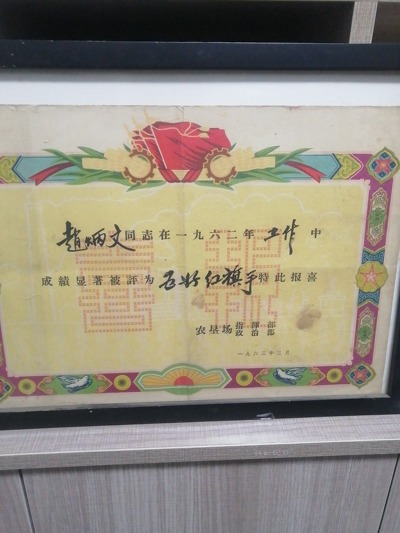 赵炳文同志在一九六二年工作中
成绩显著被评为五好红旗手特此报喜
农垦场指挥部
政治部
一九六三年三月